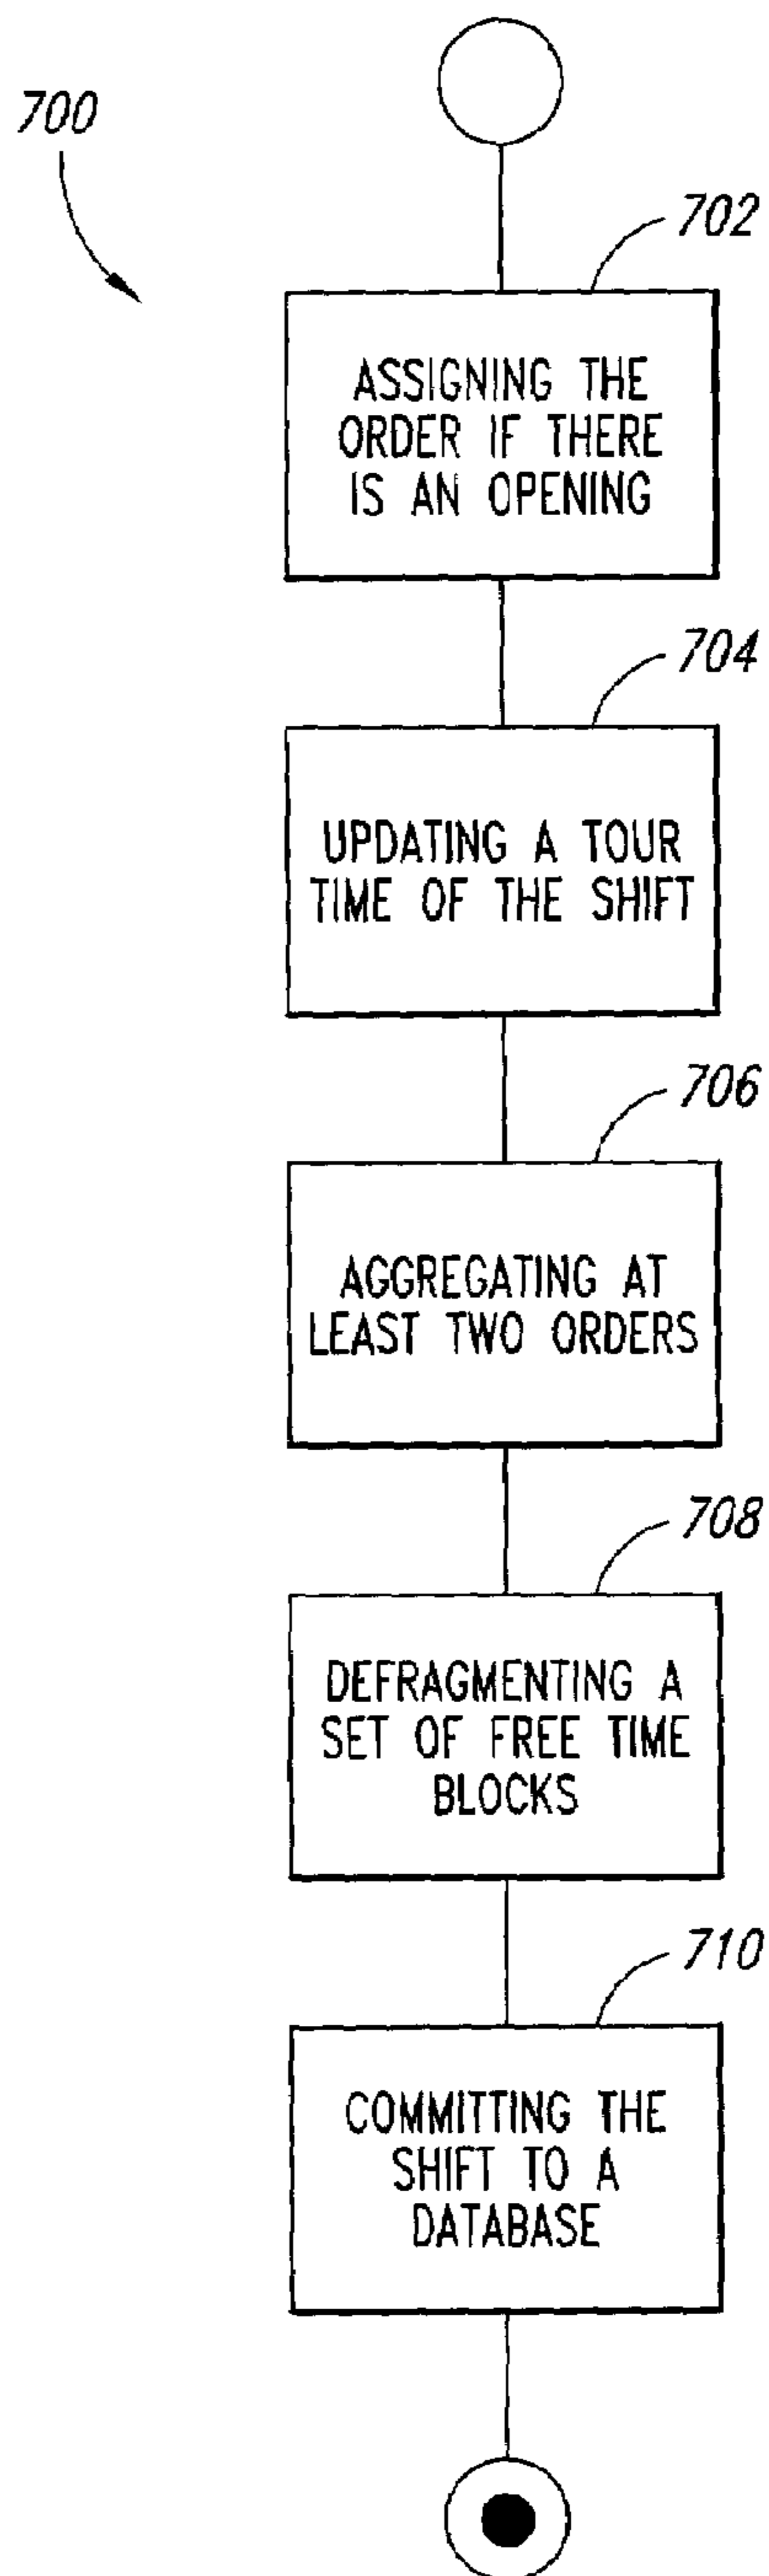 700
702
ASSIGNING THE
ORDER IF THERE
IS AN OPENING
704
UPDATING A TOUR
TIME OF THE SHIFT
706
AGGREGATING AT
LEAST TWO ORDERS
708
DEFRAGMENTING A
SET OF FREE TIME
BLOCKS
710
COMMITTING THE
SHIFT TO A
DATABASE